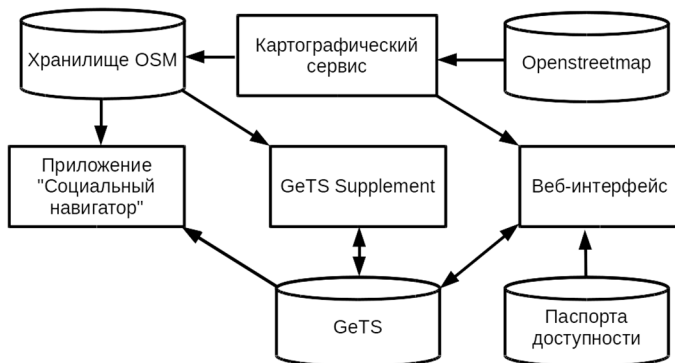 Хранилище OSM
Картографический
сервис
Openstreetmap
Приложение
"Социальный
навигатор"
GeTS Supplement
Веб-интерфейс
GeTS
Паспорта
доступности